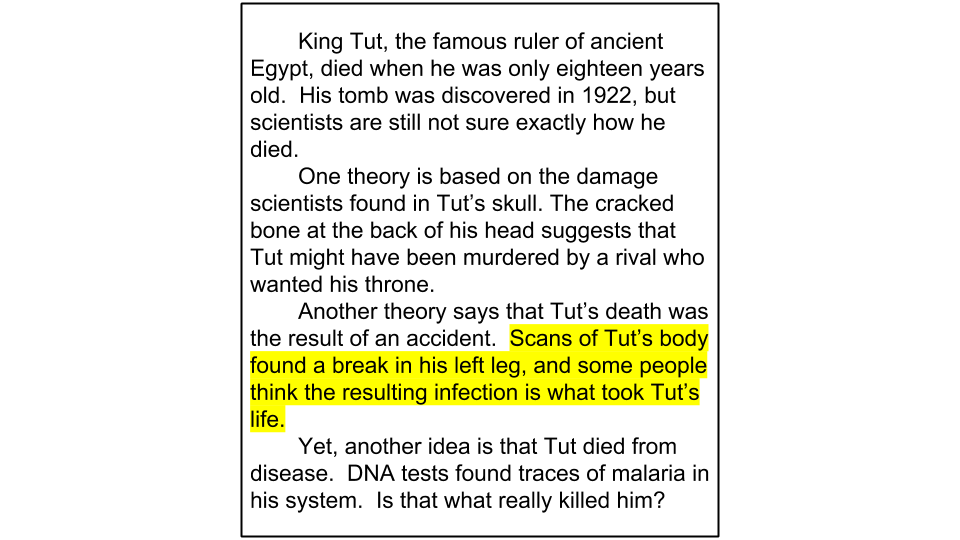 King Tut, the famous ruler of ancient
Egypt, died when he was only eighteen years
old.  His tomb was discovered in 1922, but
scientists are still not sure exactly how he
died.
One theory is based on the damage
scientists found in Tut’s skull. The cracked
bone at the back of his head suggests that
Tut might have been murdered by a rival who
wanted his throne.
Another theory says that Tut’s death was
the result of an accident.  Scans of Tut’s body
found a break in his left leg, and some people
think the resulting infection is what took Tut’s
life.
Yet, another idea is that Tut died from
disease.  DNA tests found traces of malaria in
his system.  Is that what really killed him?